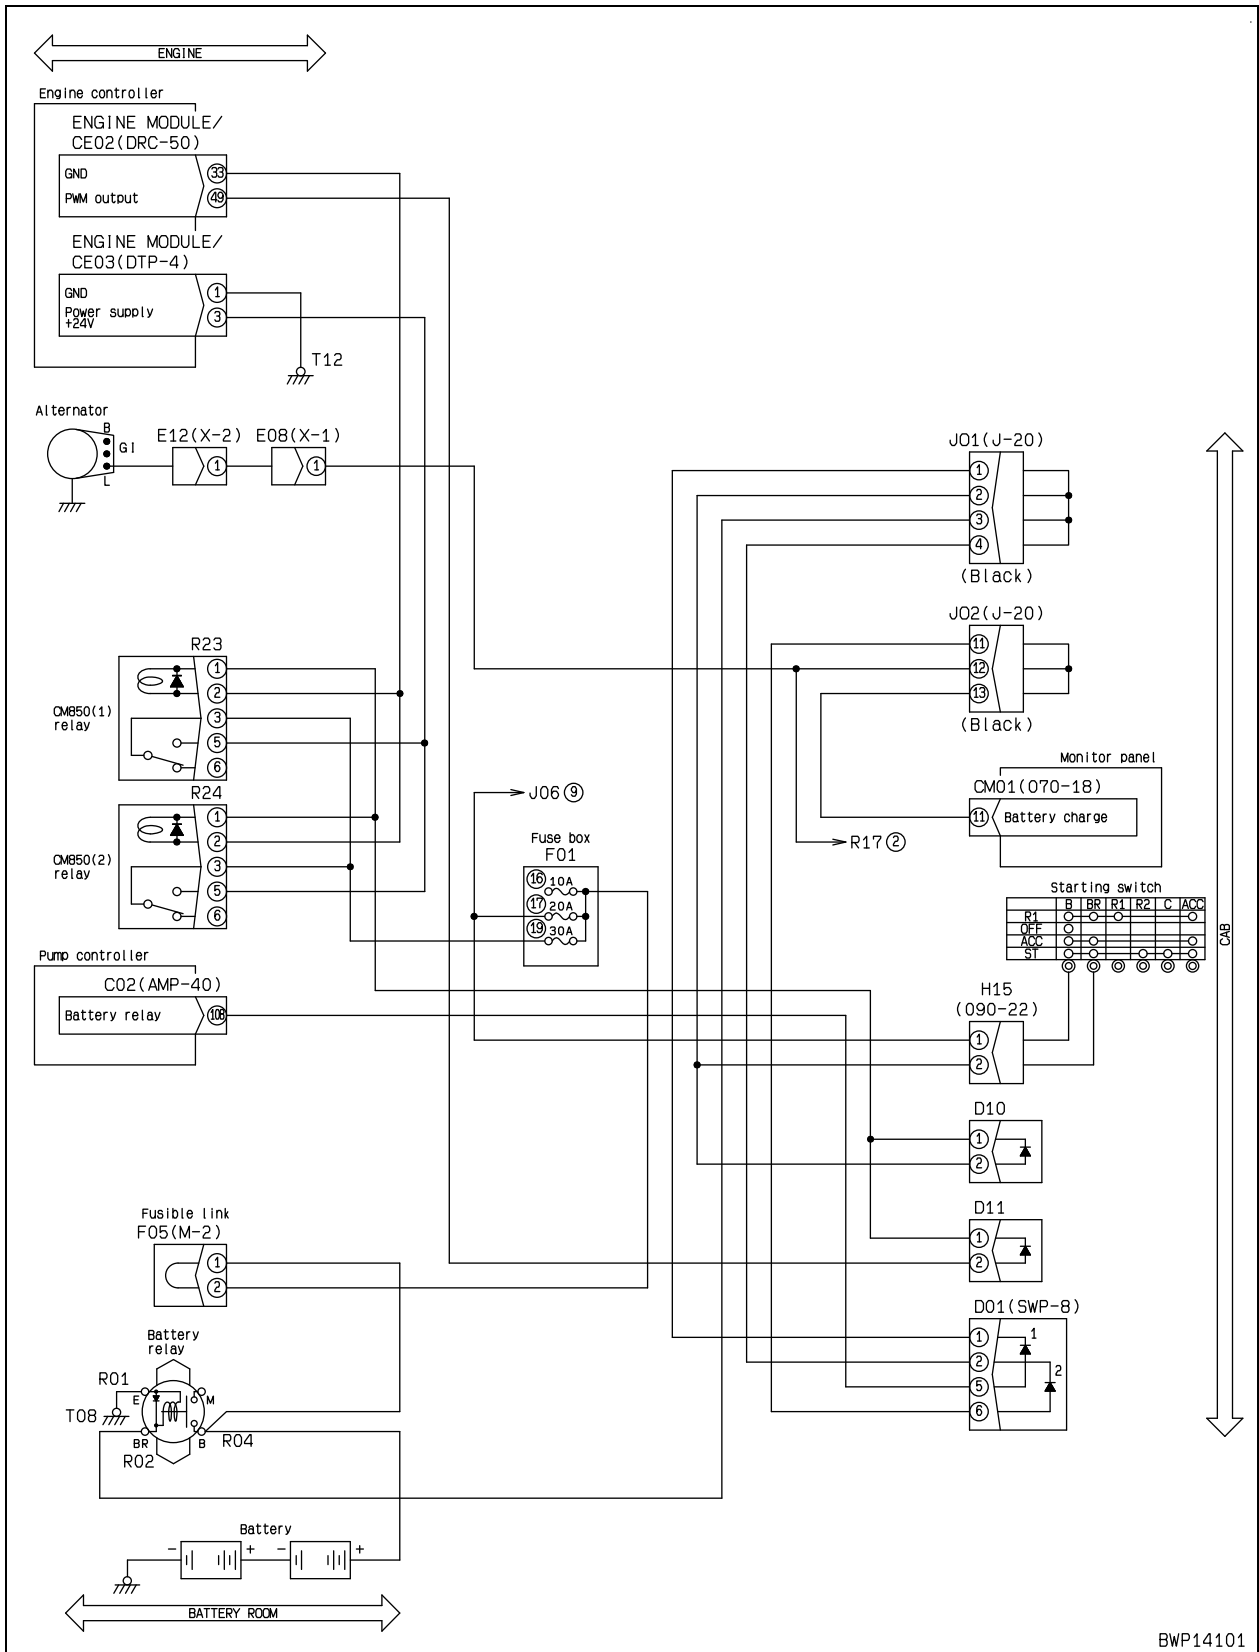 ENGINE
Engine controller
ENGINE MODULE/
CE02(DRC-50)
GND 33
PWM output 49
ENGINE MODULE/
CE03(DTP-4)
GND 1
Power supply
+24V 3
T12
Alternator
B
GI
L
E12(X-2)
1
E08(X-1)
1
J01(J-20)
1
2
3
4
(Black)
J02(J-20)
11
12
13
(Black)
R23
1
2
3
5
6
CM850(1)
relay
R24
1
2
3
5
6
CM850(2)
relay
J06 9
R17 2
Fuse box
F01
16 10A
17 20A
19 30A
Monitor panel
CM01(070-18)
11 Battery charge
Starting switch
B BR R1 R2 C ACC
R1
OFF
ACC
ST
CAB
Pump controller
C02(AMP-40)
Battery relay 108
H15
(090-22)
1
2
D10
1
2
D11
1
2
D01(SWP-8)
1
2
5
6
1
2
Fusible link
F05(M-2)
1
2
Battery
relay
R01
E
M
T08
BR
B
R04
R02
Battery
- + - +
BATTERY ROOM
BWP14101